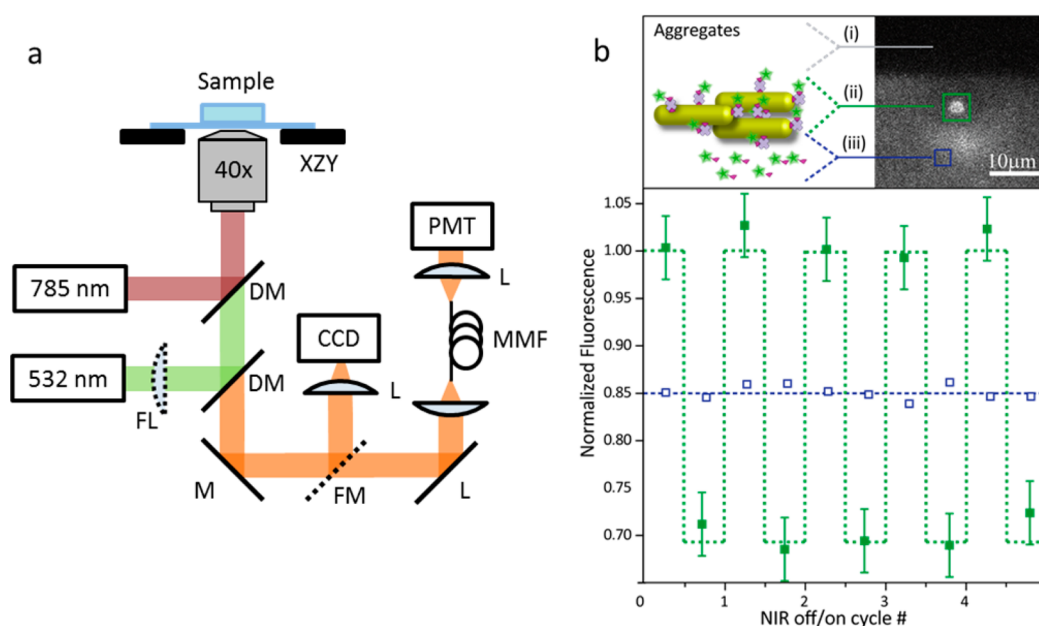 a
Sample
40x
XZY
785 nm
DM
532 nm
DM
FL
M
CCD
L
FM
PMT
L
MMF
L
b
Aggregates
(i)
(ii)
(iii)
10μm
Normalized Fluorescence
1.05
1.00
0.95
0.90
0.85
0.80
0.75
0.70
0
1
2
3
4
NIR off/on cycle #